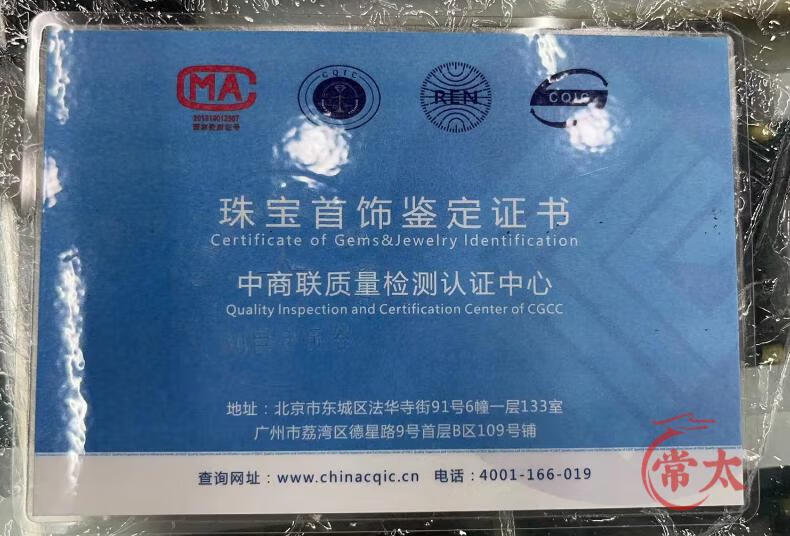 CMA
CQIC
REN
CQIC
珠宝首饰鉴定证书
Certificate of Gems&Jewelry Identification
中商联质量检测认证中心
Quality Inspection and Certification Center of CGCC
地址：北京市东城区法华寺街91号6幢一层133室
广州市荔湾区德星路9号首层B区109号铺
查询网址：www.chinacqic.cn 电话：4001-166-019
常太